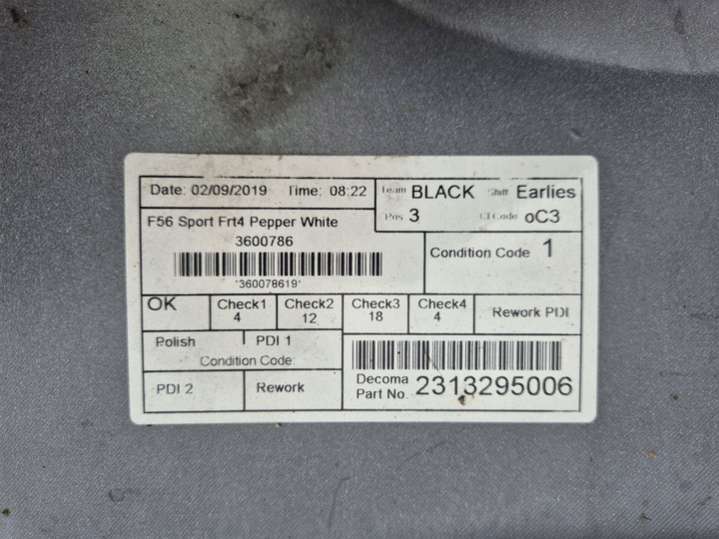 Date: 02/09/2019 Time: 08:22
Team BLACK Shift Earlies
Pos 3 CI Code oC3
F56 Sport Frt4 Pepper White
3600786
*360078619*
Condition Code 1
OK
Check1 4
Check2 12
Check3 18
Check4 4
Rework PDI
Polish
PDI 1
Condition Code:
PDI 2
Rework
Decoma Part No. 2313295006